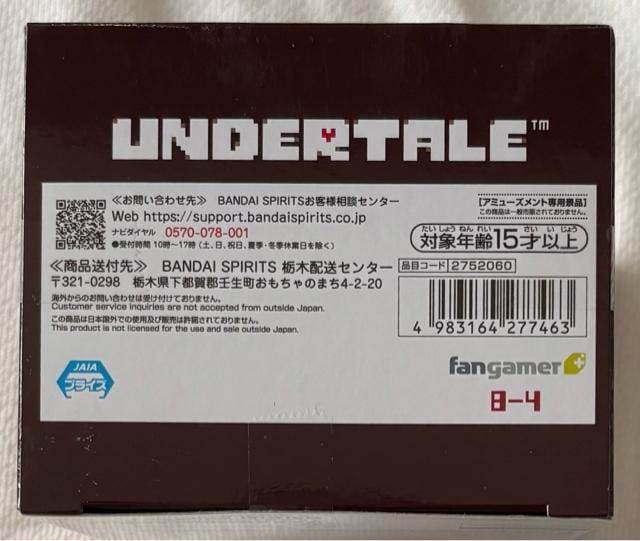 UNDERTALE™
≪お問い合わせ先≫ BANDAI SPIRITSお客様相談センター
Web https://support.bandaispirits.co.jp
ナビダイヤル 0570-078-001
●受付時間 10時〜17時(土、日、祝日、夏季・冬季休業日を除く)
≪商品送付先≫ BANDAI SPIRITS 栃木配送センター
〒321-0298 栃木県下都賀郡壬生町おもちゃのまち4-2-20
海外からのお問い合わせは受け付けておりません。
Customer service inquiries are not accepted from outside Japan.
この商品は日本国外での使用及び販売は許諾されておりません。
This product is not licensed for the use and sale outside Japan.
[アミューズメント専用景品]
この商品は一般市販されておりません。
たいしょうねんれい さい いじょう
対象年齢15才以上
品目コード 2752060
4 983164 277463
JAIA
プライズ
fangamer
8-4